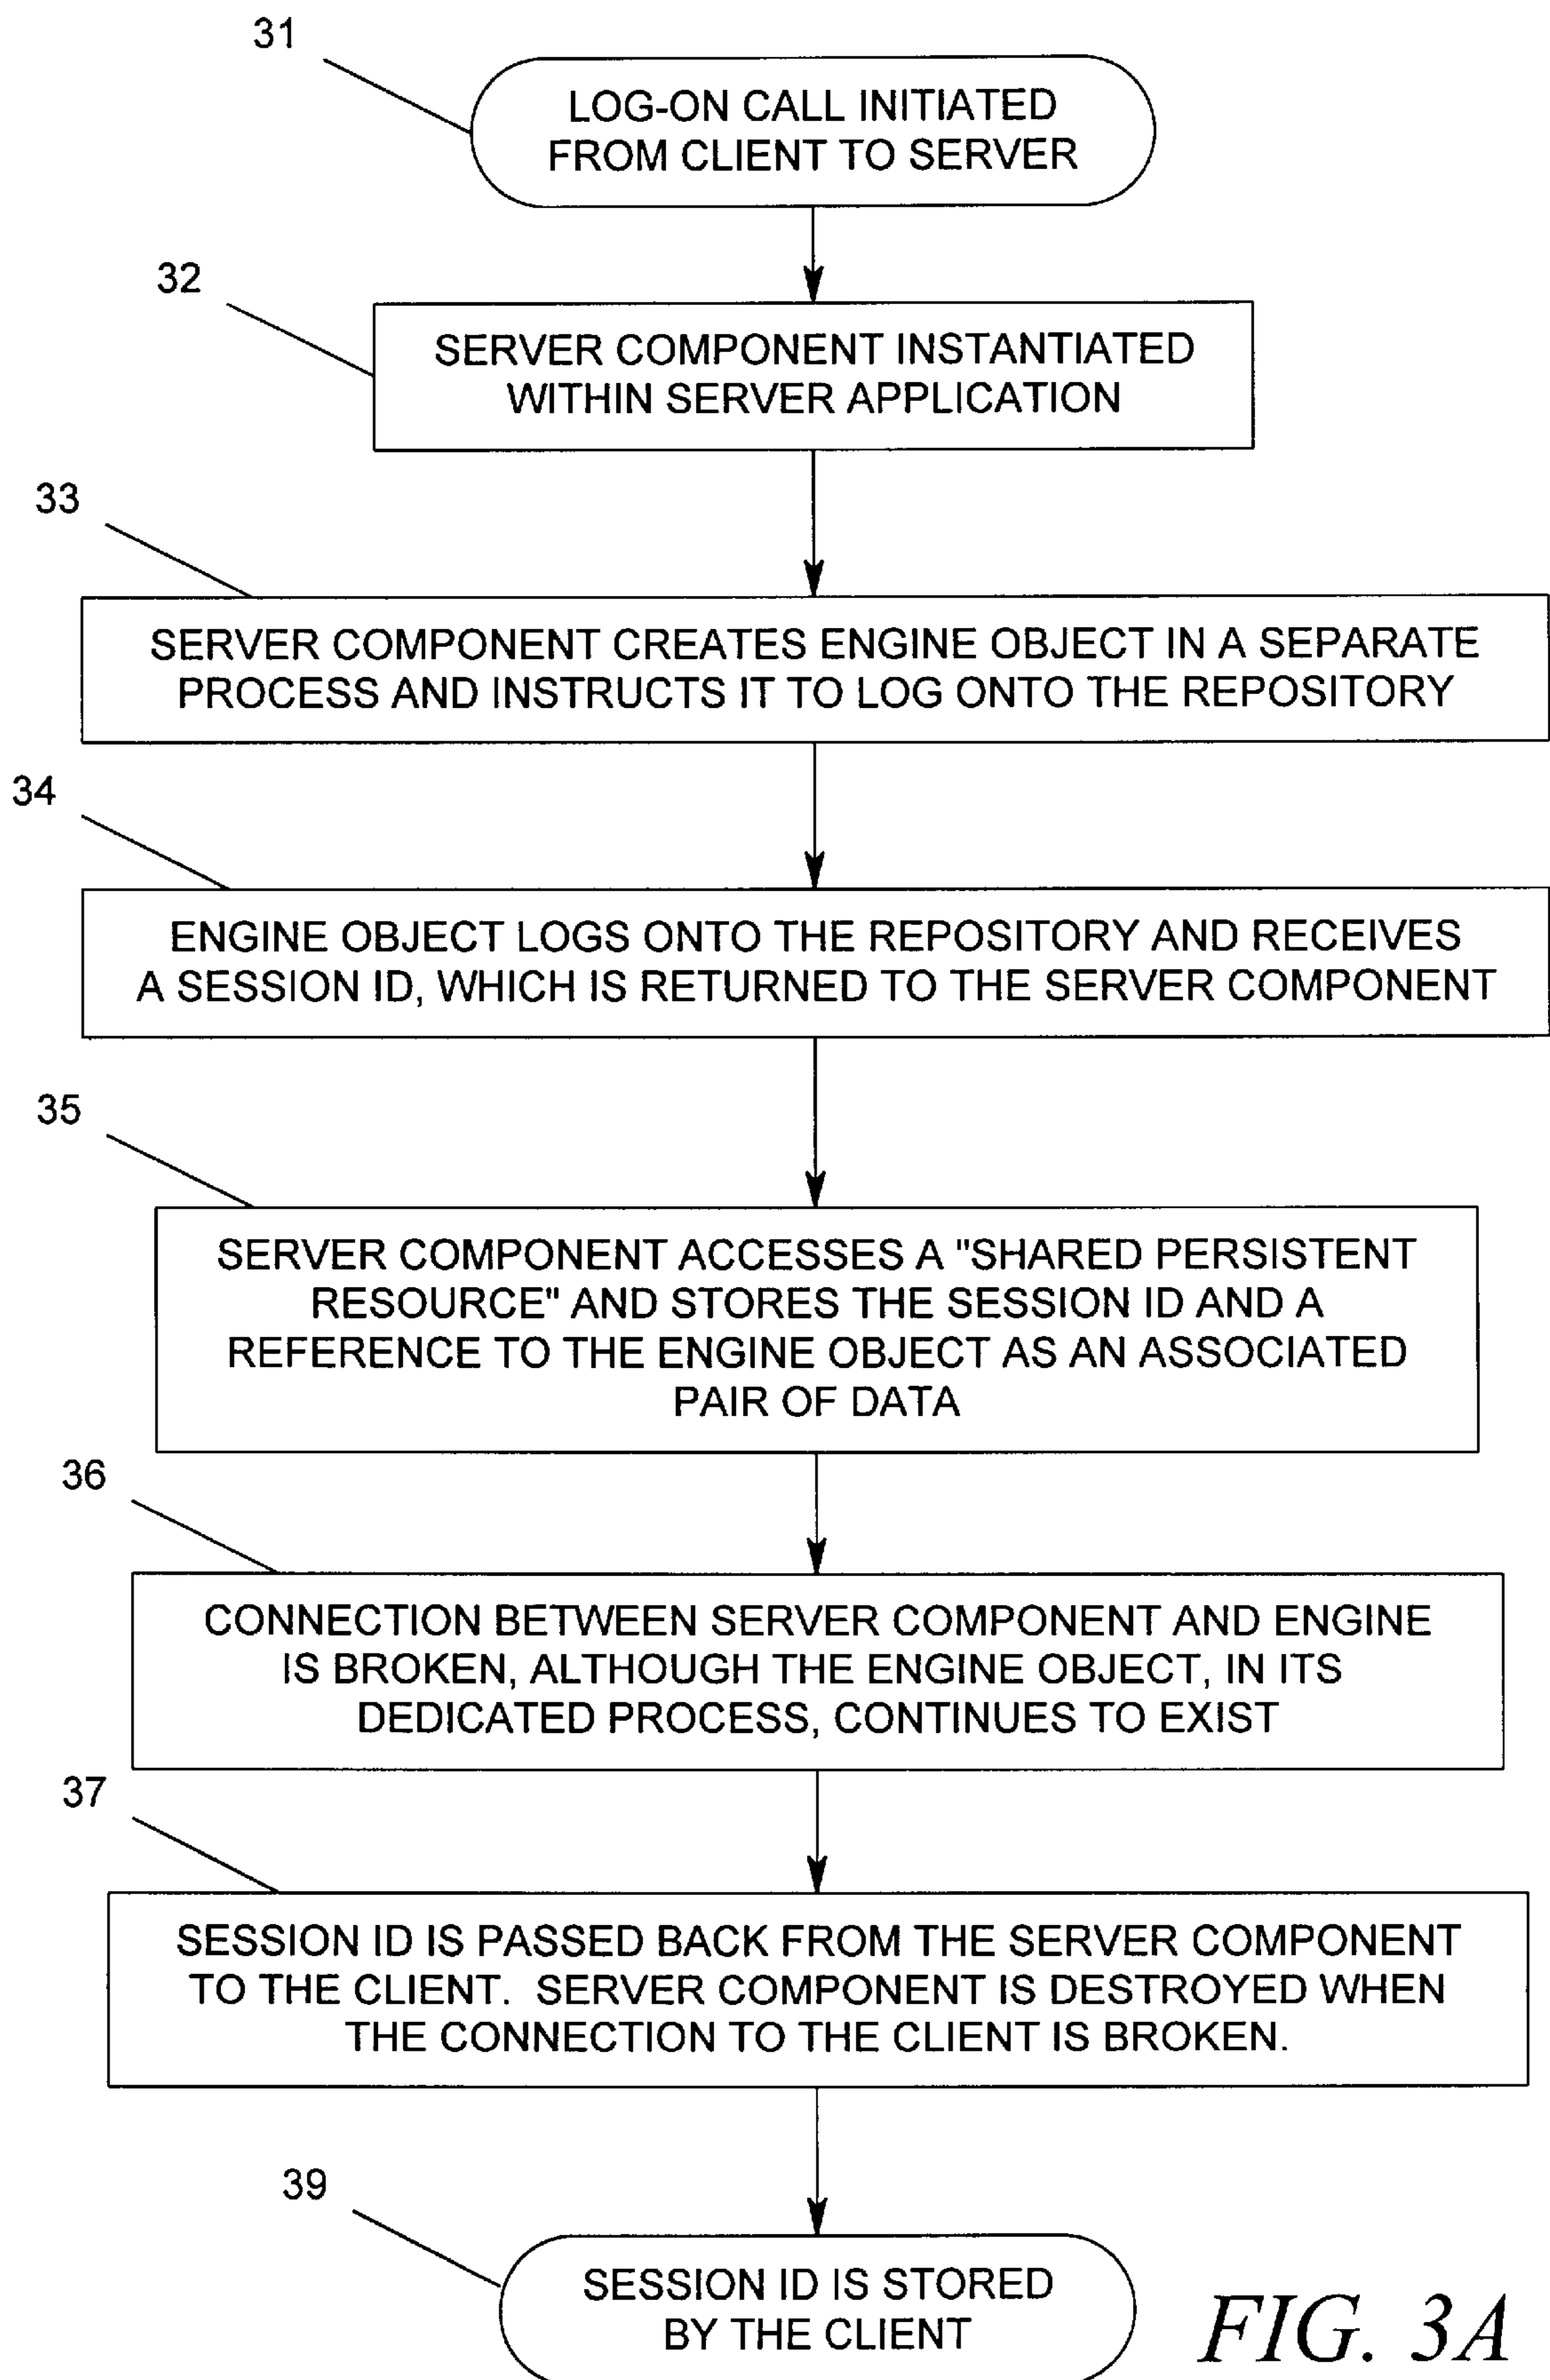 31
LOG-ON CALL INITIATED
FROM CLIENT TO SERVER
32
SERVER COMPONENT INSTANTIATED
WITHIN SERVER APPLICATION
33
SERVER COMPONENT CREATES ENGINE OBJECT IN A SEPARATE
PROCESS AND INSTRUCTS IT TO LOG ONTO THE REPOSITORY
34
ENGINE OBJECT LOGS ONTO THE REPOSITORY AND RECEIVES
A SESSION ID, WHICH IS RETURNED TO THE SERVER COMPONENT
35
SERVER COMPONENT ACCESSES A "SHARED PERSISTENT
RESOURCE" AND STORES THE SESSION ID AND A
REFERENCE TO THE ENGINE OBJECT AS AN ASSOCIATED
PAIR OF DATA
36
CONNECTION BETWEEN SERVER COMPONENT AND ENGINE
IS BROKEN, ALTHOUGH THE ENGINE OBJECT, IN ITS
DEDICATED PROCESS, CONTINUES TO EXIST
37
SESSION ID IS PASSED BACK FROM THE SERVER COMPONENT
TO THE CLIENT. SERVER COMPONENT IS DESTROYED WHEN
THE CONNECTION TO THE CLIENT IS BROKEN.
39
SESSION ID IS STORED
BY THE CLIENT
FIG. 3A